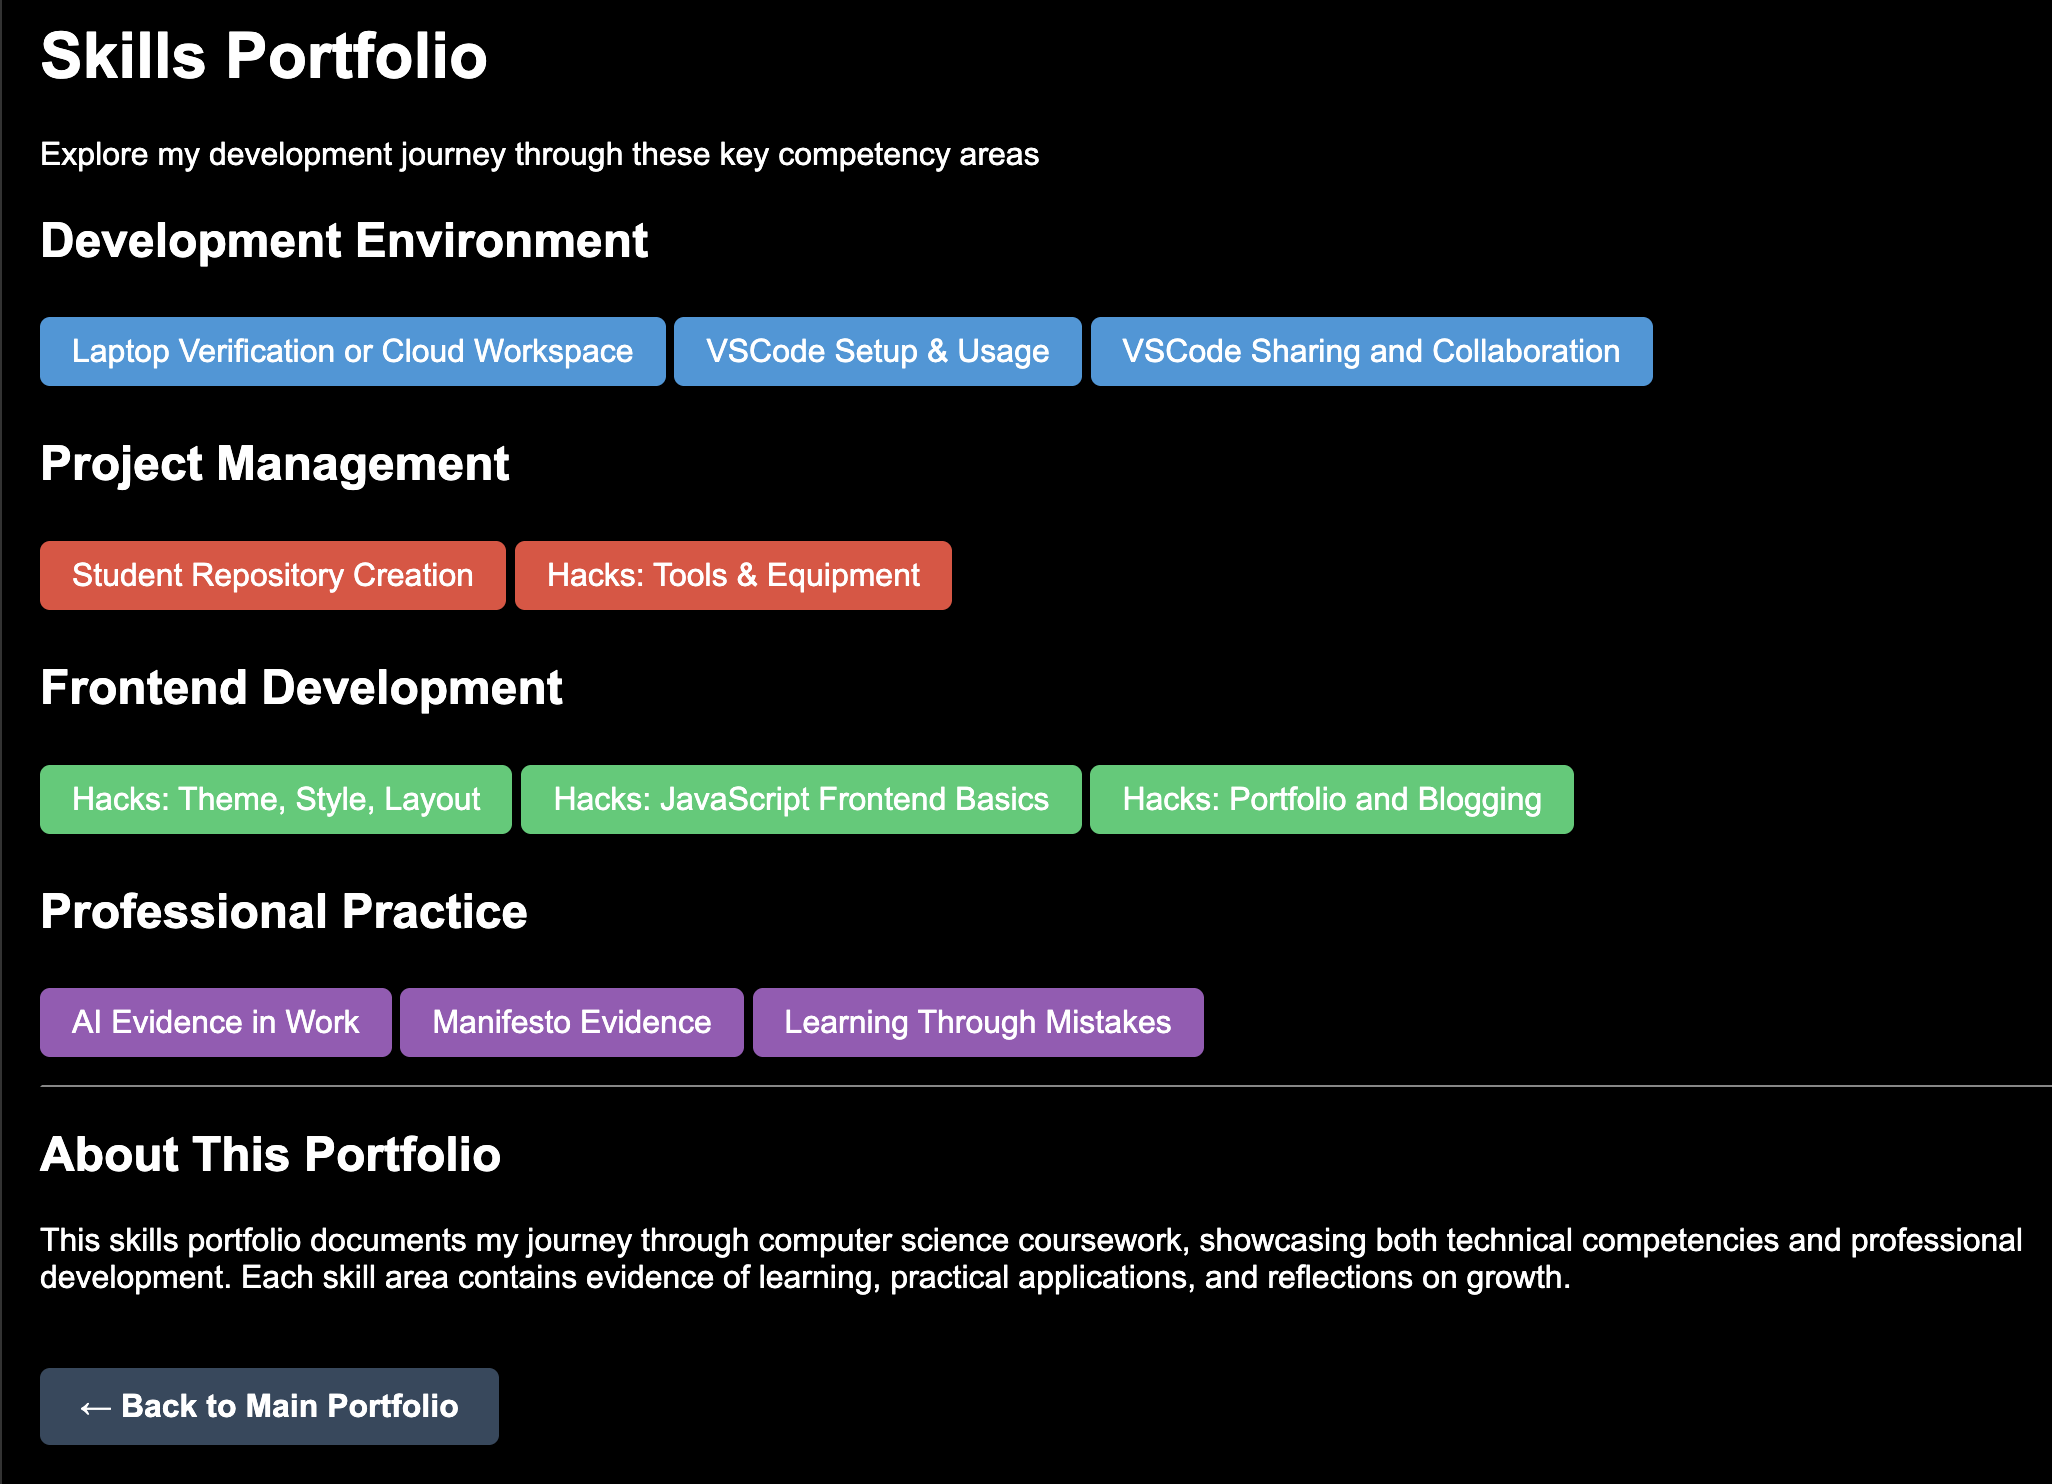 Skills Portfolio
Explore my development journey through these key competency areas
Development Environment
Laptop Verification or Cloud Workspace VSCode Setup & Usage VSCode Sharing and Collaboration
Project Management
Student Repository Creation Hacks: Tools & Equipment
Frontend Development
Hacks: Theme, Style, Layout Hacks: JavaScript Frontend Basics Hacks: Portfolio and Blogging
Professional Practice
AI Evidence in Work Manifesto Evidence Learning Through Mistakes
About This Portfolio
This skills portfolio documents my journey through computer science coursework, showcasing both technical competencies and professional
development. Each skill area contains evidence of learning, practical applications, and reflections on growth.
← Back to Main Portfolio